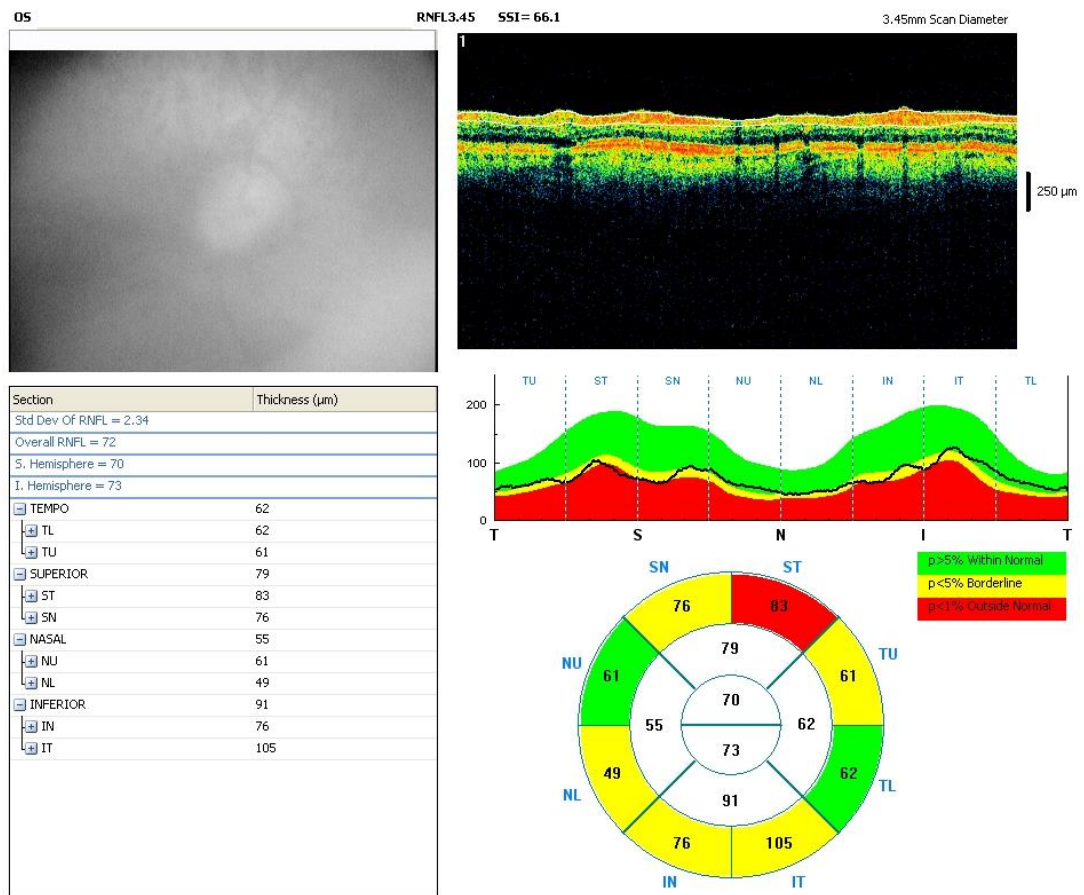 OS
RNFL3.45 SSI= 66.1
3.45mm Scan Diameter
1
250 µm
Section Thickness (µm)
Std Dev Of RNFL = 2.34
Overall RNFL = 72
S. Hemisphere = 70
I. Hemisphere = 73
TEMPO 62
TL 62
TU 61
SUPERIOR 79
ST 83
SN 76
NASAL 55
NU 61
NL 49
INFERIOR 91
IN 76
IT 105
TU ST SN NU NL IN IT TL
200
100
0
T S N I T
p>5% Within Normal
p<5% Borderline
p<1% Outside Normal
SN ST
76 83
79
NU TU
61 61
70
55 62
73
49 62
NL TL
91
76 105
IN IT